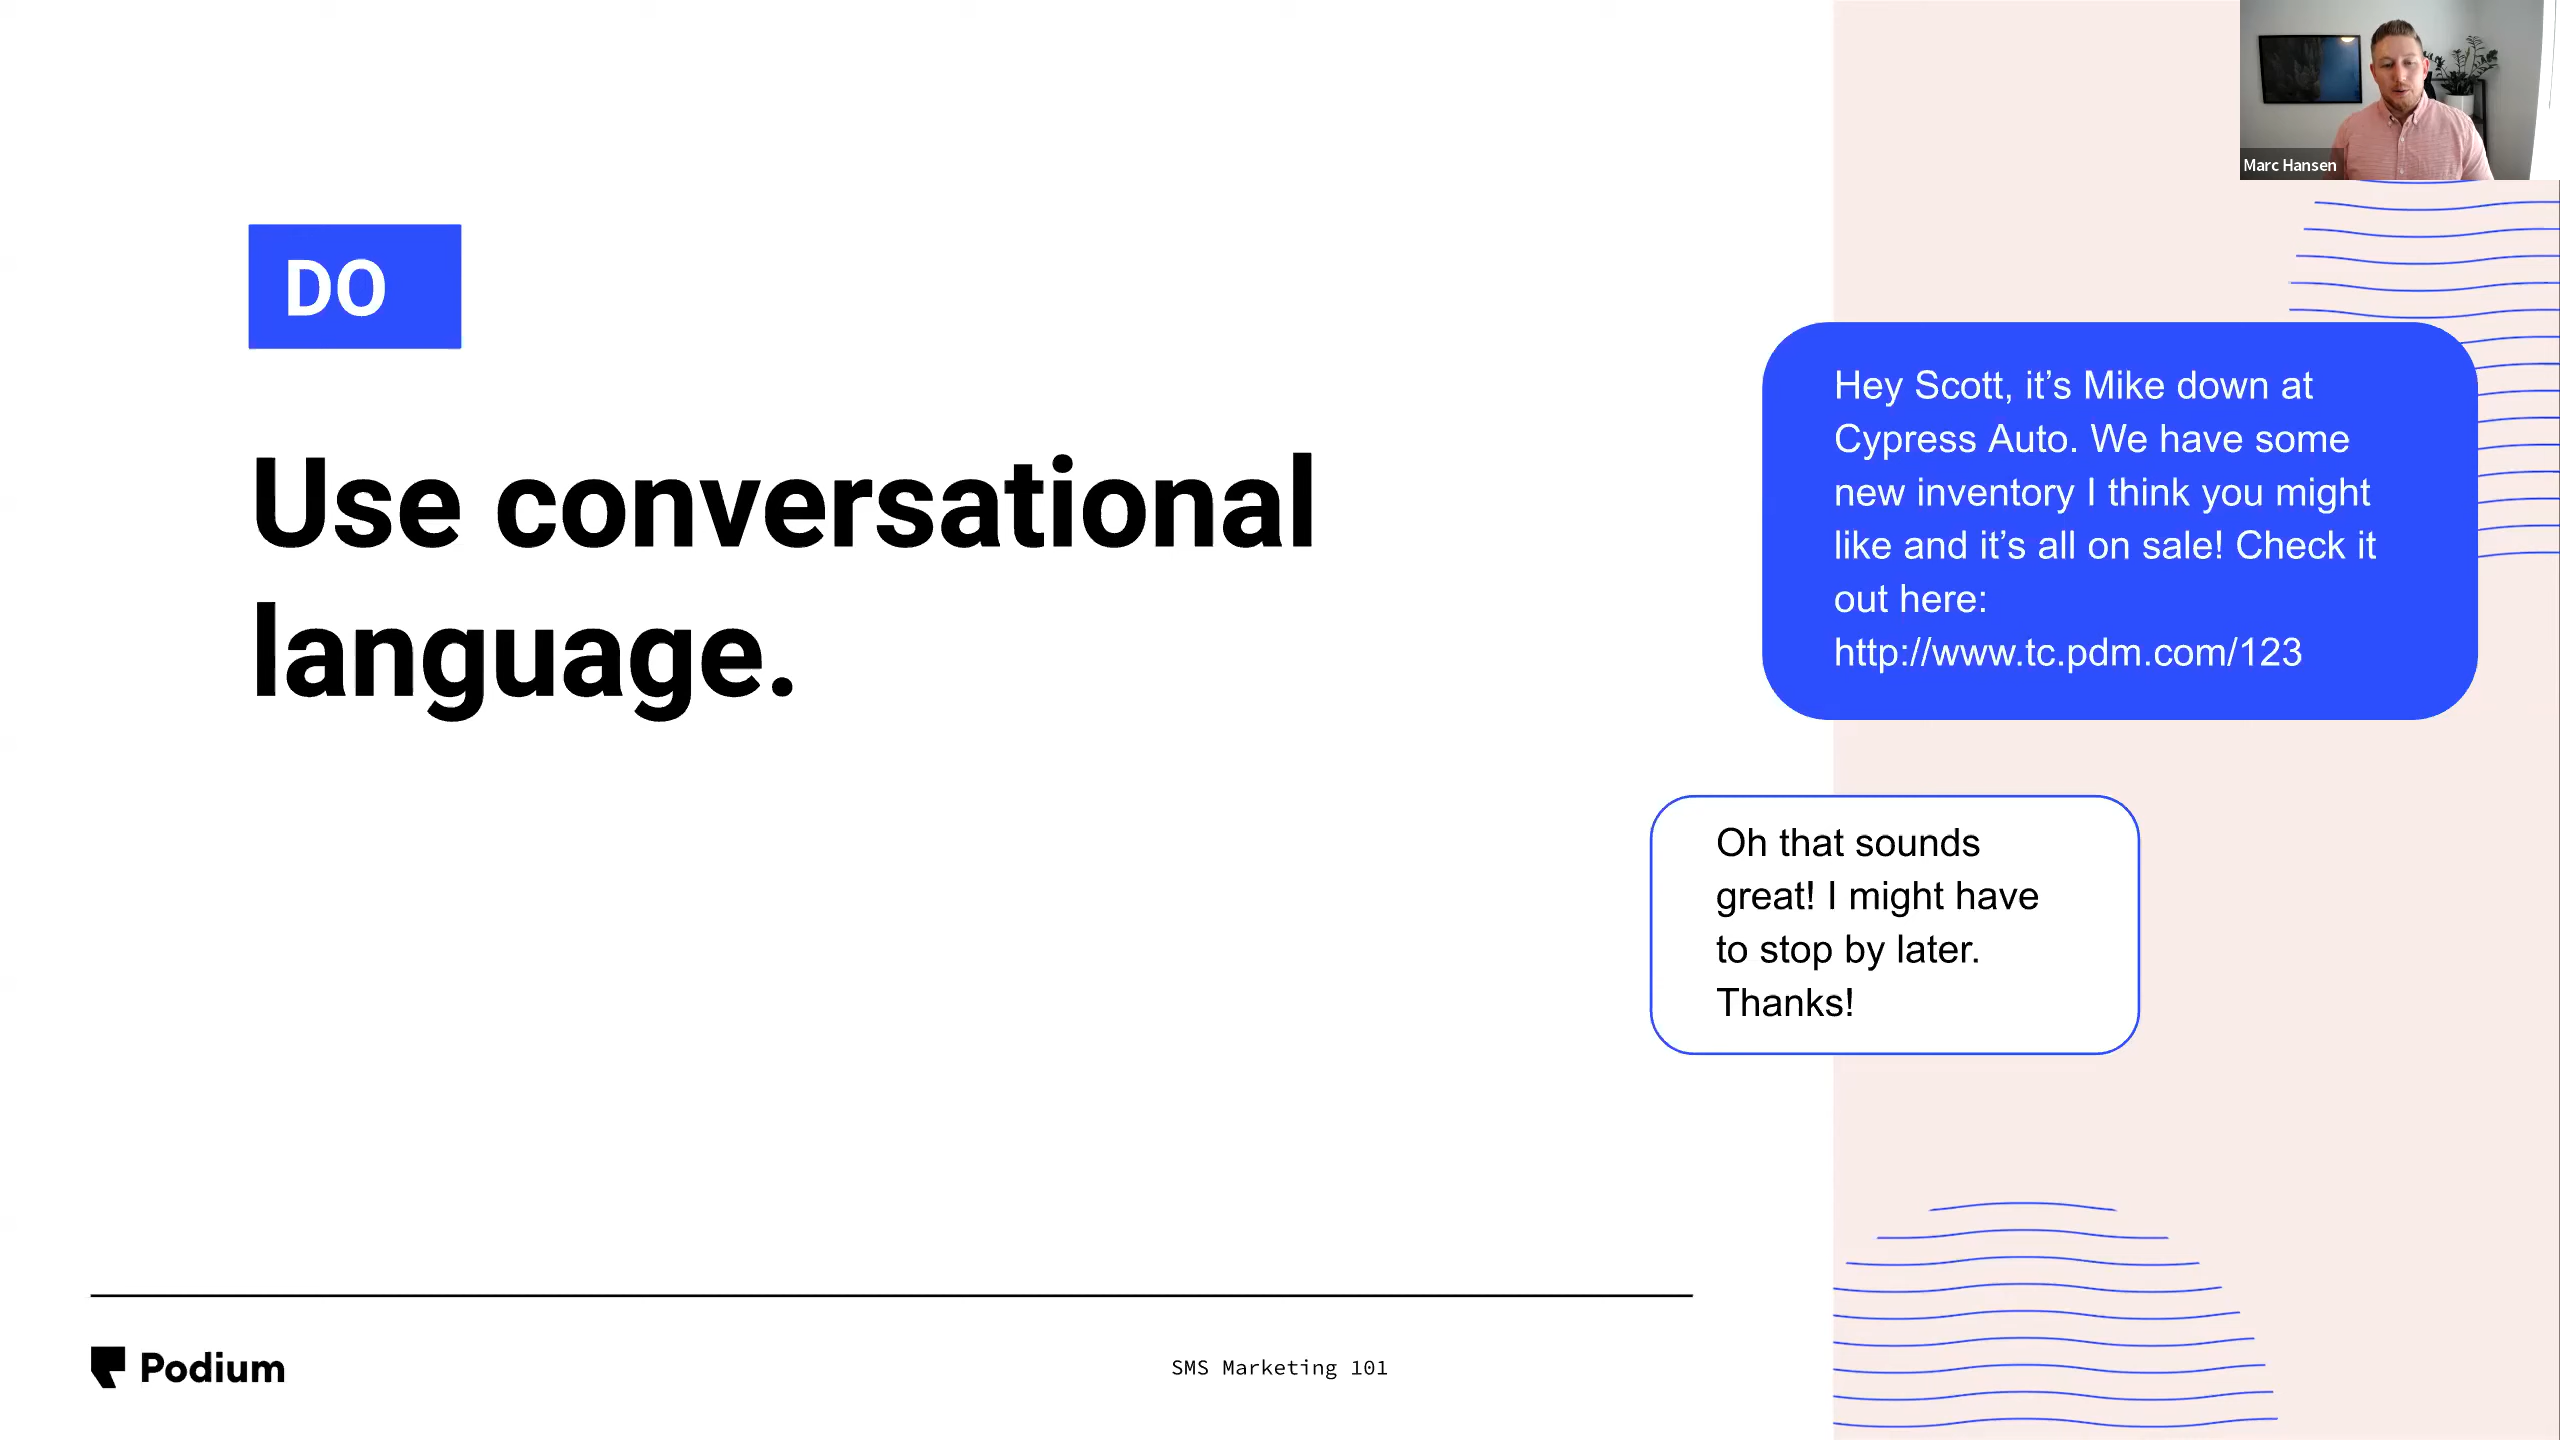 Marc Hansen
DO
Use conversational
language.
Hey Scott, it’s Mike down at
Cypress Auto. We have some
new inventory I think you might
like and it’s all on sale! Check it
out here:
http://www.tc.pdm.com/123
Oh that sounds
great! I might have
to stop by later.
Thanks!
Podium
SMS Marketing 101